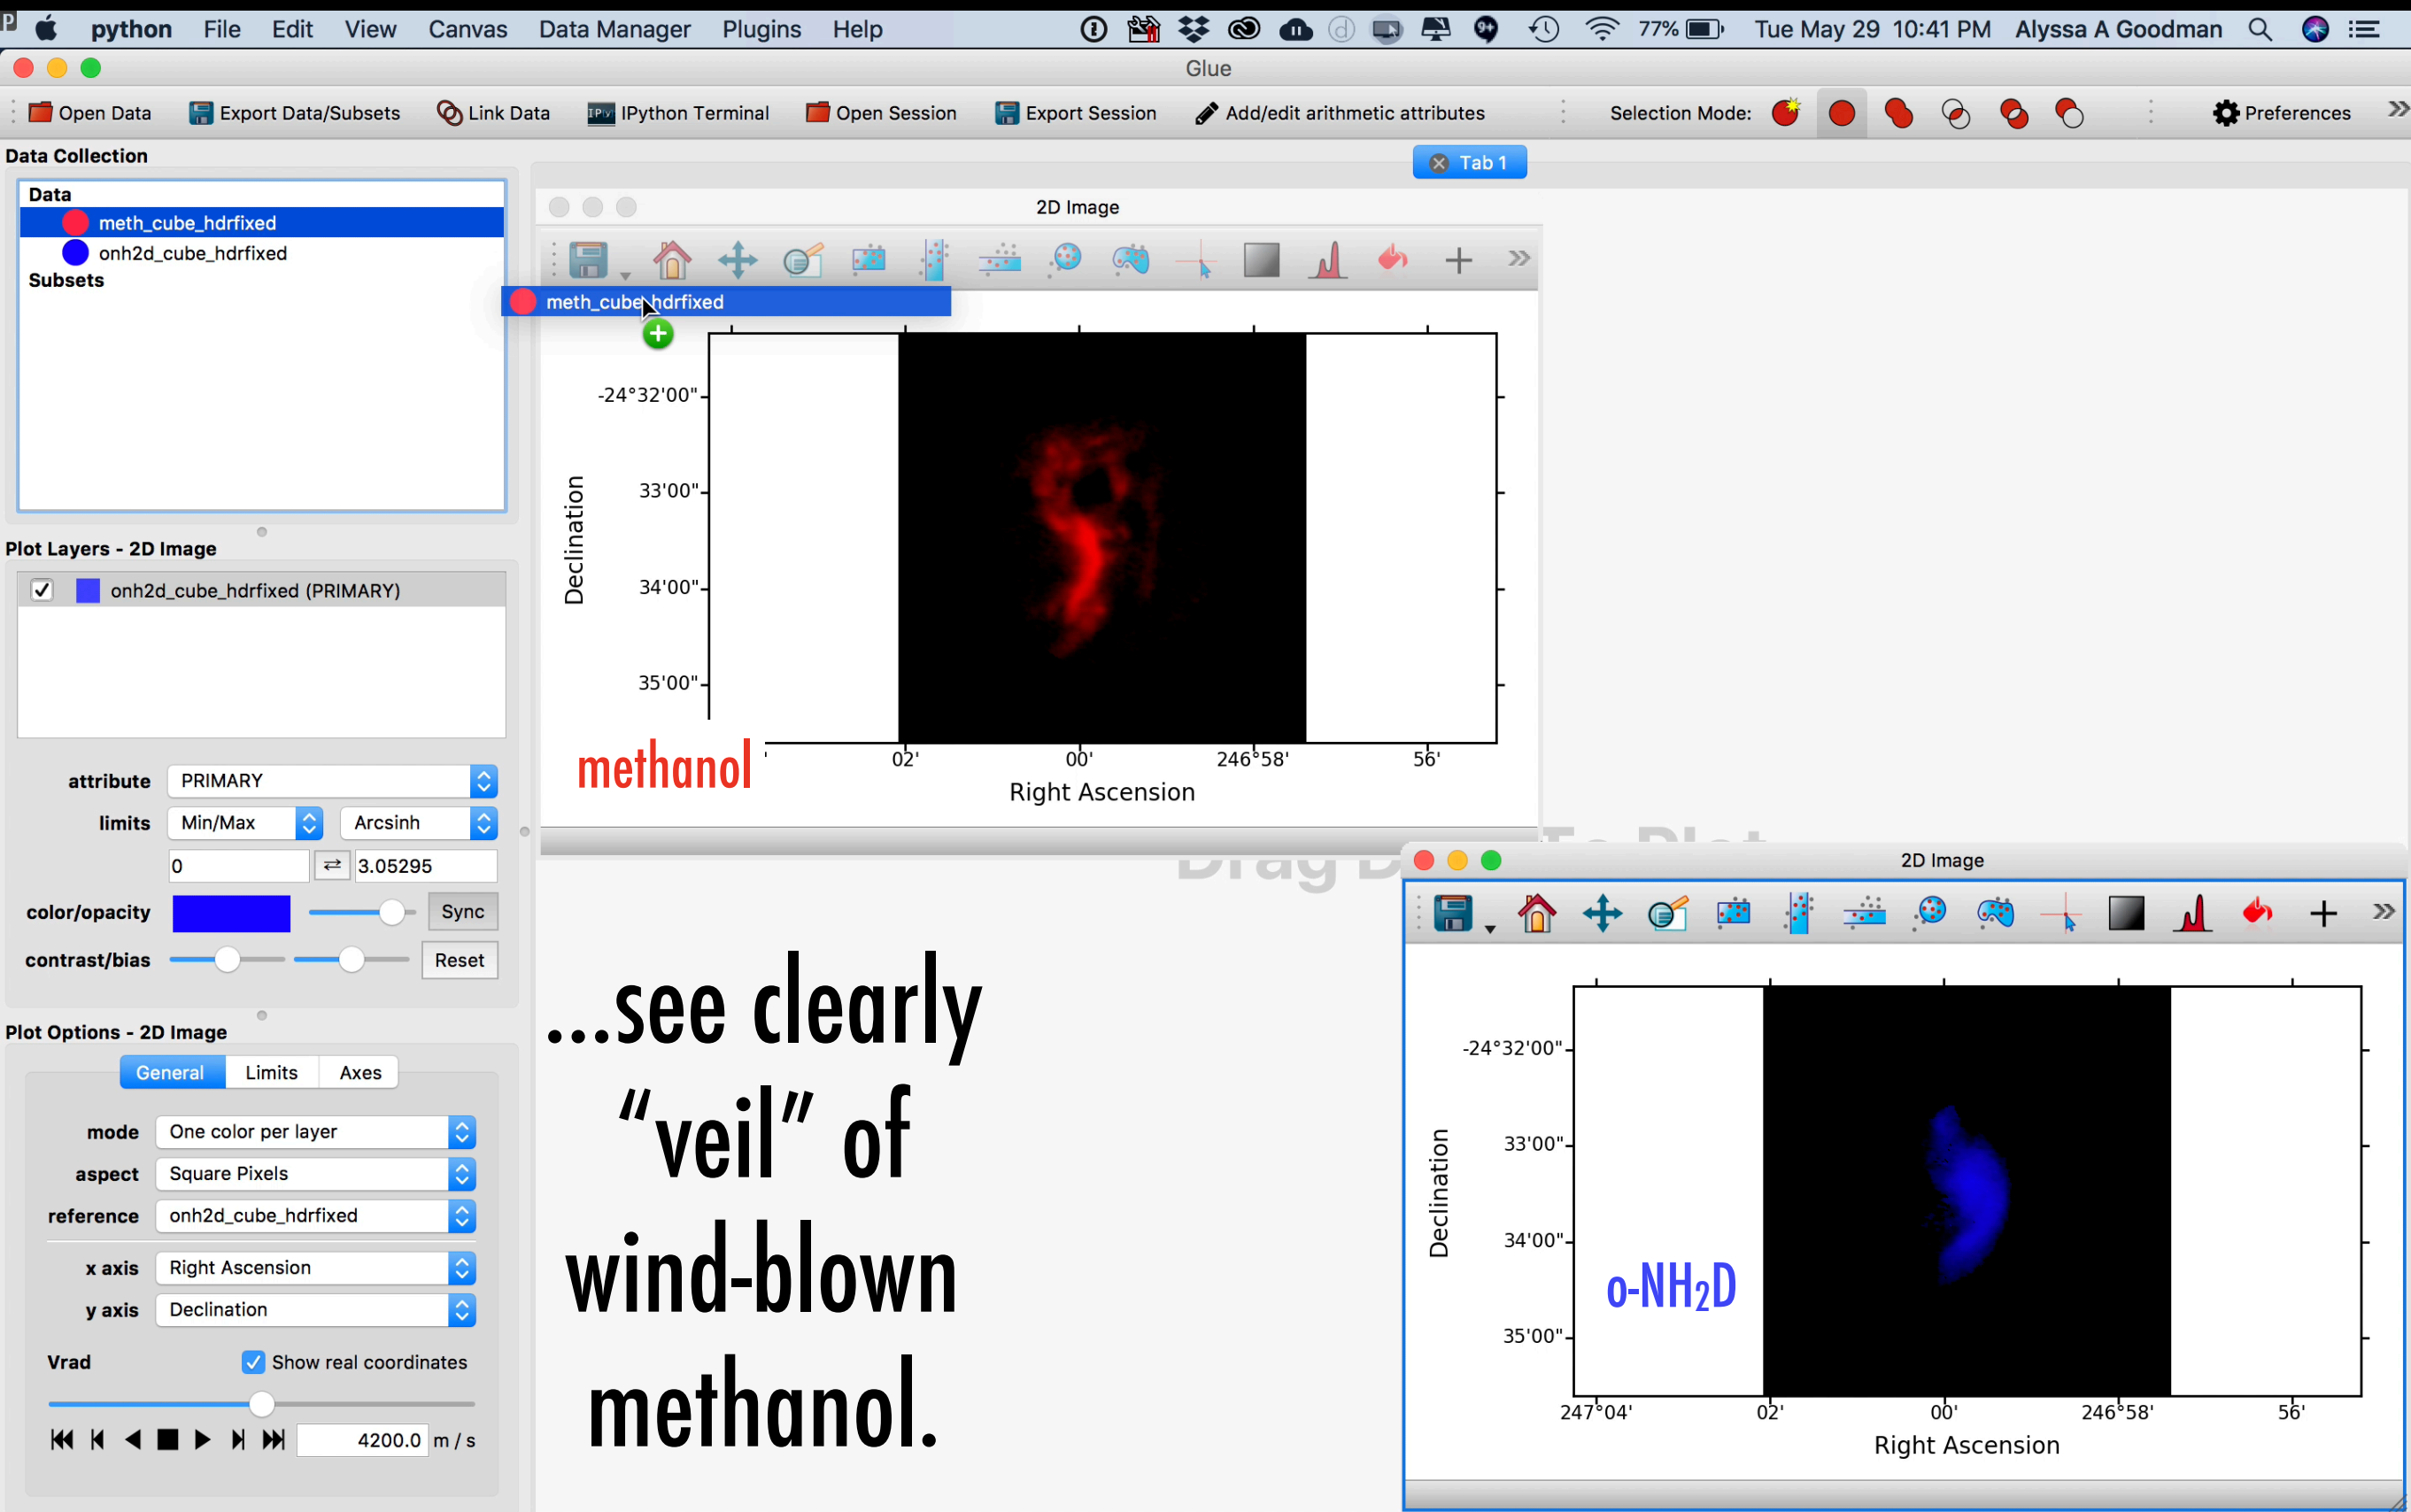 python File Edit View Canvas Data Manager Plugins Help 77% Tue May 29 10:41 PM Alyssa A Goodman
Glue
Open Data Export Data/Subsets Link Data IPython Terminal Open Session Export Session Add/edit arithmetic attributes Selection Mode: Preferences
Data Collection
Tab 1
Data
meth_cube_hdrfixed
onh2d_cube_hdrfixed
Subsets
2D Image
meth_cube_hdrfixed
-24°32'00"
33'00"
34'00"
35'00"
Declination
02' 00' 246°58' 56'
Right Ascension
methanol
Plot Layers - 2D Image
onh2d_cube_hdrfixed (PRIMARY)
attribute PRIMARY
limits Min/Max Arcsinh
0 3.05295
color/opacity Sync
contrast/bias Reset
Plot Options - 2D Image
General Limits Axes
mode One color per layer
aspect Square Pixels
reference onh2d_cube_hdrfixed
x axis Right Ascension
y axis Declination
Vrad Show real coordinates
4200.0 m / s
...see clearly
“veil” of
wind-blown
methanol.
2D Image
-24°32'00"
33'00"
34'00"
35'00"
Declination
o-NH₂D
247°04' 02' 00' 246°58' 56'
Right Ascension